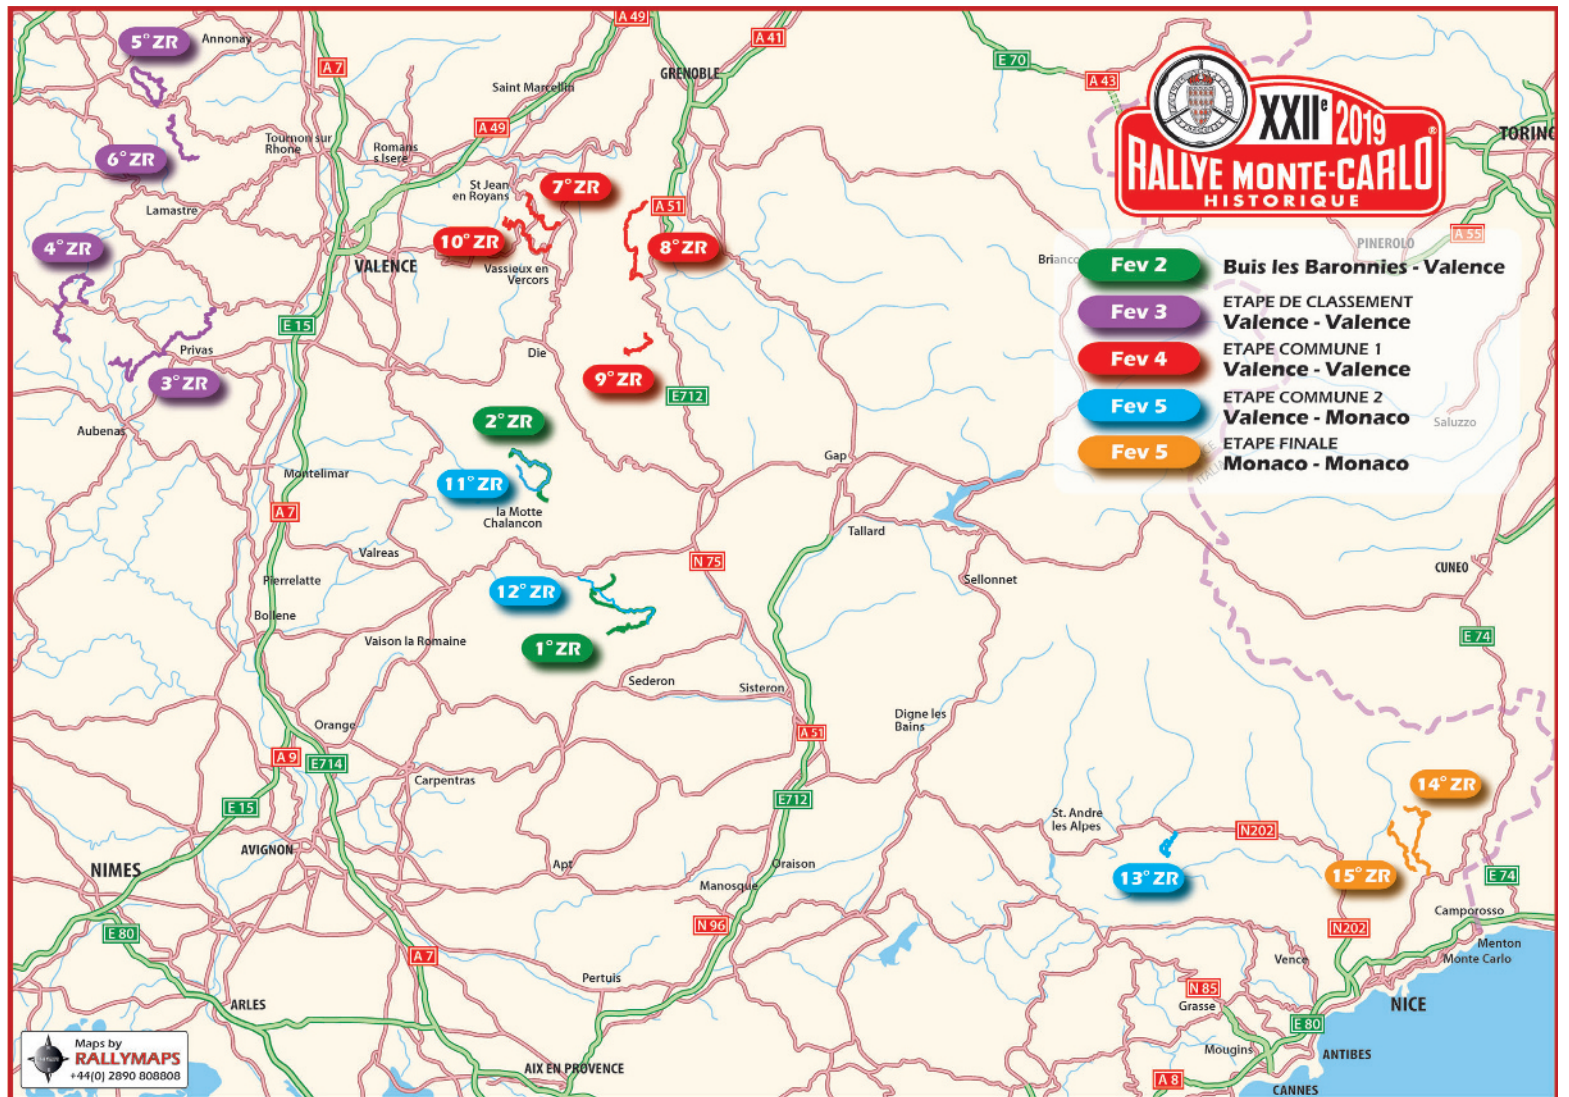 5° ZR
Annonay
A 7
A 49
A 41
GRENOBLE
E 70
A 43
XXIIe 2019
RALLYE MONTE-CARLO
®
HISTORIQUE
TORINO
Saint Marcellin
A 49
Tournon sur
Rhone
Romans
s Isere
6° ZR
St Jean
en Royans
7° ZR
A 51
Lamastre
4° ZR
10° ZR
8° ZR
VALENCE
Vassieux en
Vercors
PINEROLO
A 55
Fev 2
Buis les Baronnies - Valence
Fev 3
ETAPE DE CLASSEMENT
Valence - Valence
Fev 4
ETAPE COMMUNE 1
Valence - Valence
Fev 5
ETAPE COMMUNE 2
Valence - Monaco
Fev 5
ETAPE FINALE
Monaco - Monaco
Saluzzo
E 15
Privas
3° ZR
Die
9° ZR
E712
Aubenas
2° ZR
Montelimar
11° ZR
la Motte
Chalancon
Gap
A 7
Tallard
Valreas
N 75
Pierrelatte
12° ZR
Sellonnet
CUNEO
Bollene
Vaison la Romaine
1° ZR
E 74
Sederon
Sisteron
Orange
Digne les
Bains
A 51
A 9
E714
Carpentras
E 15
E712
14° ZR
St. Andre
les Alpes
N202
AVIGNON
NIMES
Apt
Oraison
Manosque
13° ZR
15° ZR
E 74
E 80
N 96
N202
Camporosso
Menton
Monte Carlo
A 7
Vence
Pertuis
N 85
Grasse
NICE
ARLES
E 80
Maps by
RALLYMAPS
+44(0) 2890 808808
AIX EN PROVENCE
Mougins
ANTIBES
A 8
CANNES